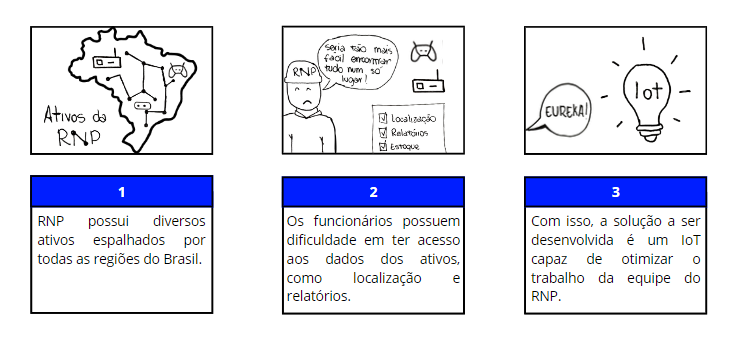 Ativos da
RNP
RNP
seria tão mais
fácil encontrar
tudo num só
lugar!
Localização
Relatórios
Estoque
EUREKA!
IoT
1
RNP possui diversos
ativos espalhados por
todas as regiões do Brasil.
2
Os funcionários possuem
dificuldade em ter acesso
aos dados dos ativos,
como localização e
relatórios.
3
Com isso, a solução a ser
desenvolvida é um IoT
capaz de otimizar o
trabalho da equipe do
RNP.